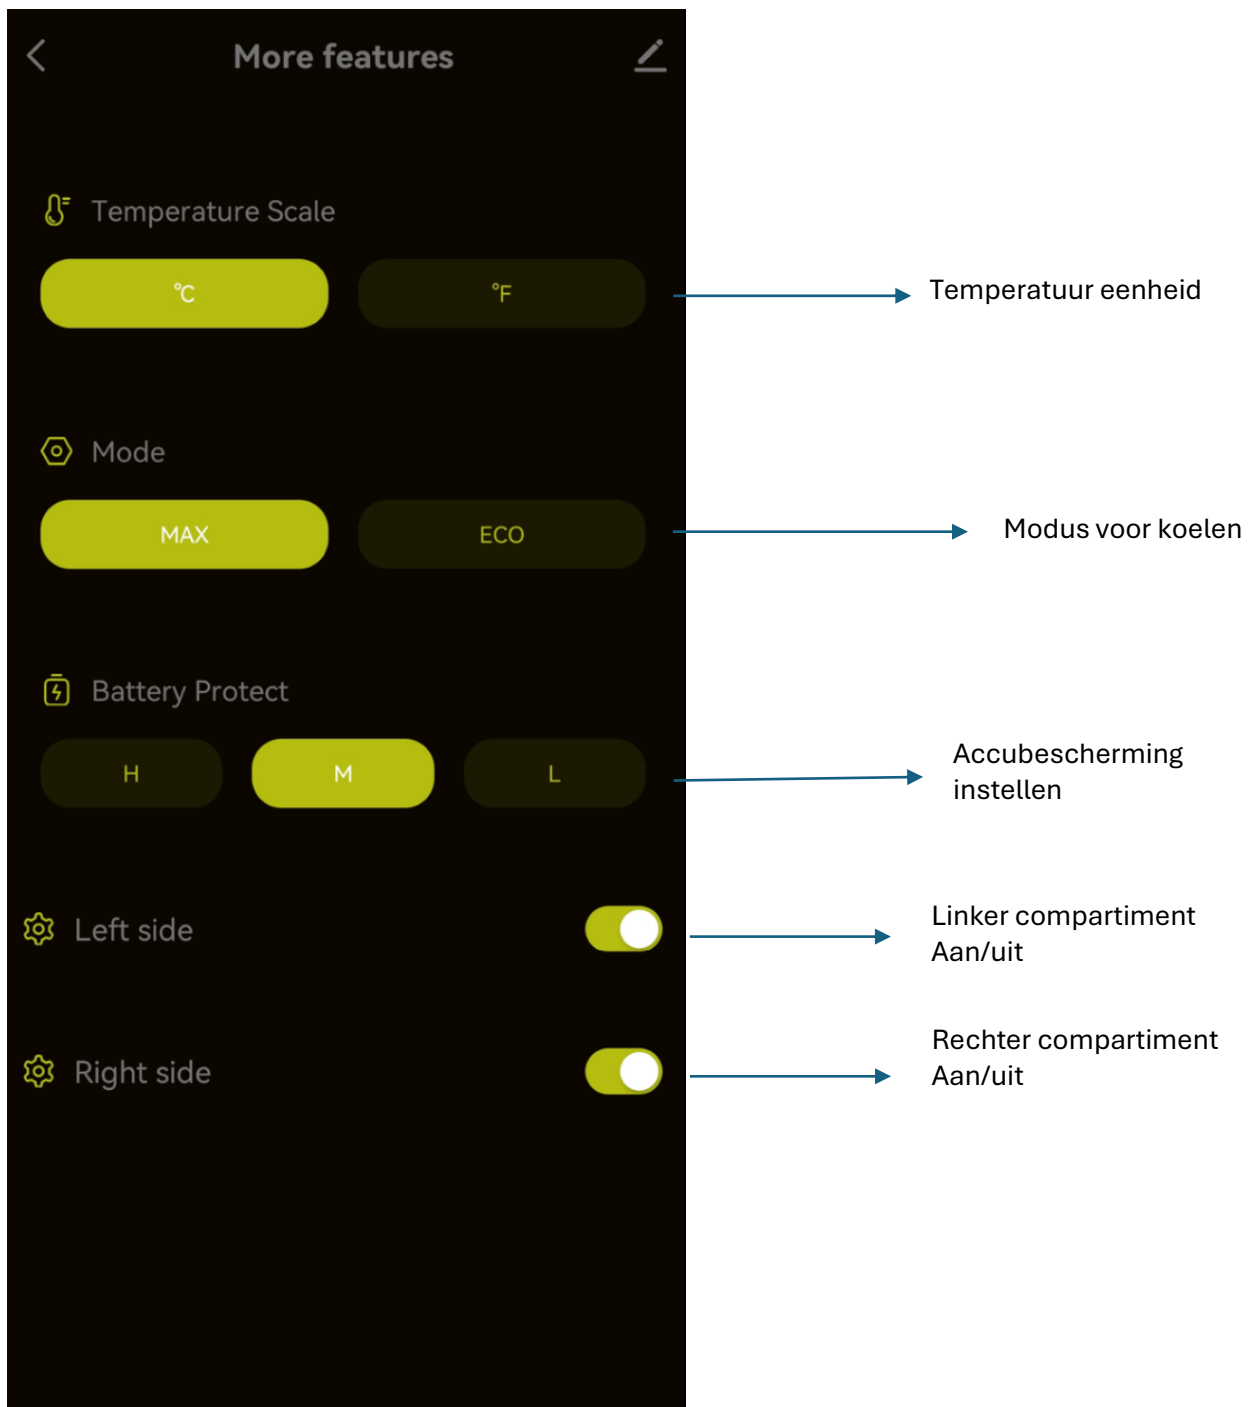 More features
Temperature Scale
°C °F
Temperatuur eenheid
Mode
MAX ECO
Modus voor koelen
Battery Protect
H M L
Accubescherming
instellen
Left side
Linker compartiment
Aan/uit
Right side
Rechter compartiment
Aan/uit